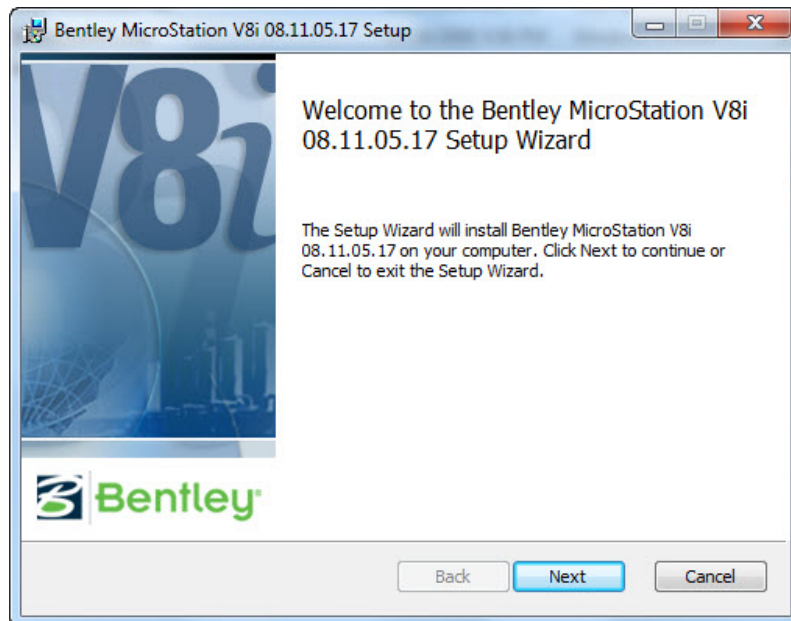 Bentley MicroStation V8i 08.11.05.17 Setup
V8i
Welcome to the Bentley MicroStation V8i
08.11.05.17 Setup Wizard
The Setup Wizard will install Bentley MicroStation V8i
08.11.05.17 on your computer. Click Next to continue or
Cancel to exit the Setup Wizard.
Bentley
Back Next Cancel